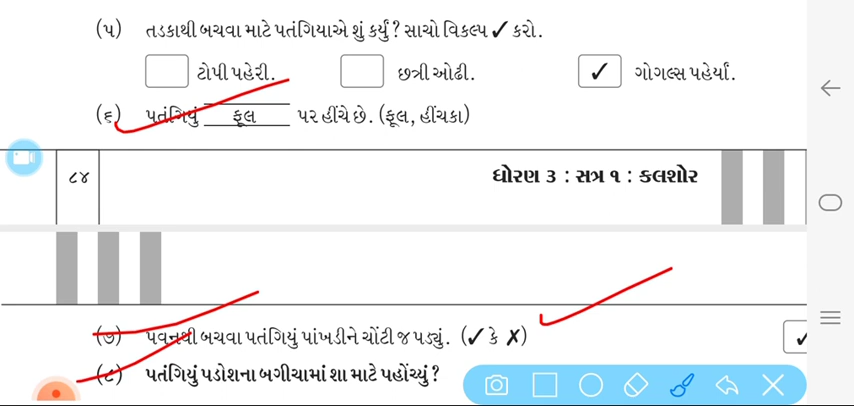 (૫) તડકાથી બચવા માટે પતંગિયાએ શું કર્યું ? સાચો વિકલ્પ ✓ કરો.
ટોપી પહેરી. છત્રી ઓઢી. ✓ ગોગલ્સ પહેર્યાં.
(૬) પતંગિયું ફૂલ પર હીંચે છે. (ફૂલ, હીંચકા)
૮૪ ધોરણ 3 : સત્ર ૧ : કલશોર
(૭) પવનથી બચવા પતંગિયું પાંખડીને ચોંટી જ પડ્યું. (✓ કે ✗) ✓
(૮) પતંગિયું પડોશના બગીચામાં શા માટે પહોંચ્યું ?